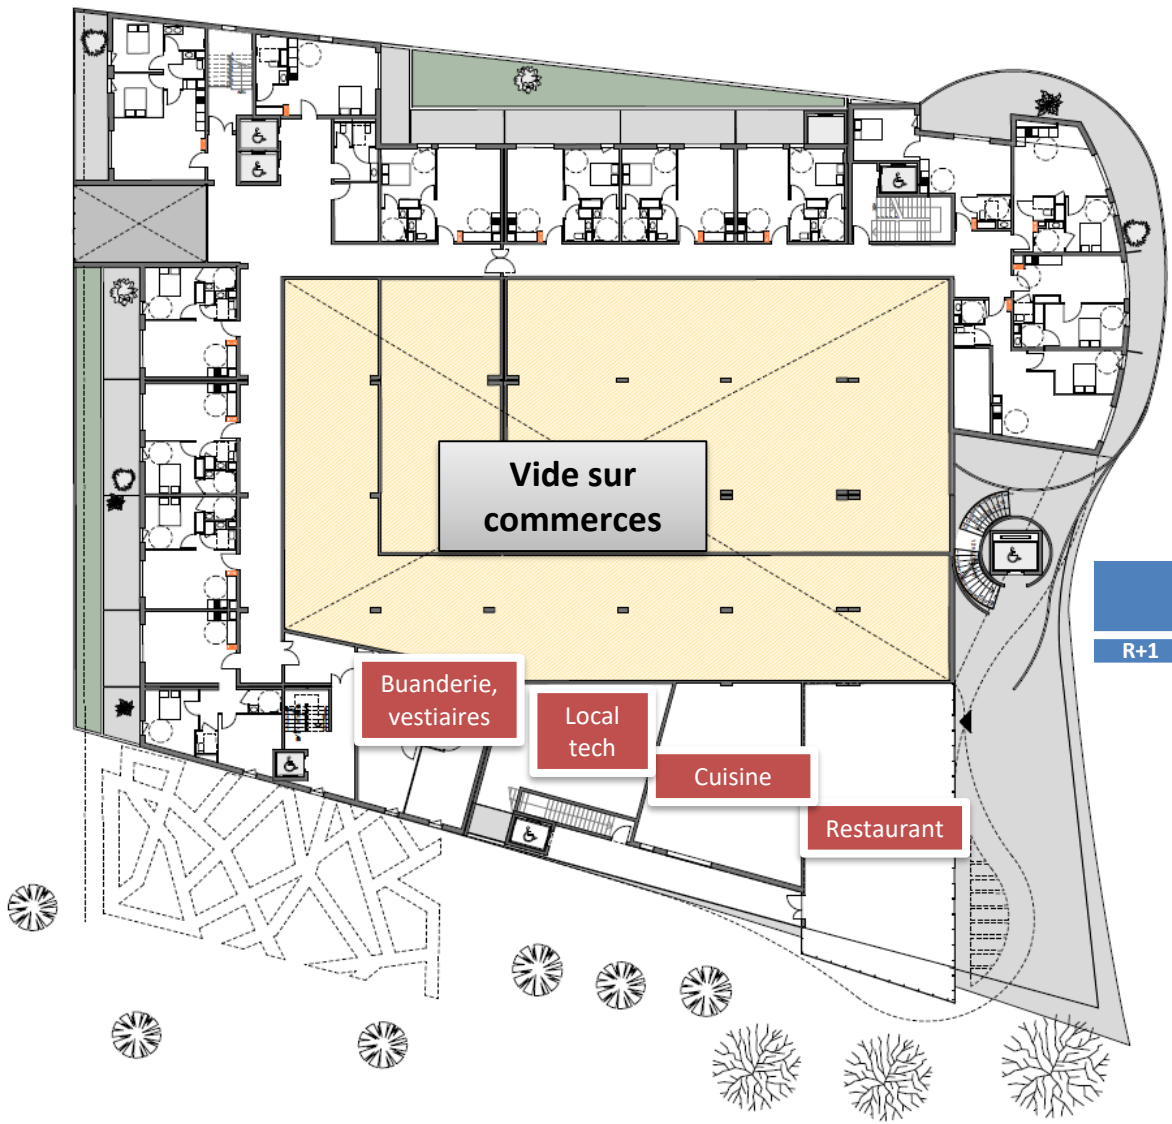 Vide sur
commerces
R+1
Buanderie,
vestiaires
Local
tech
Cuisine
Restaurant